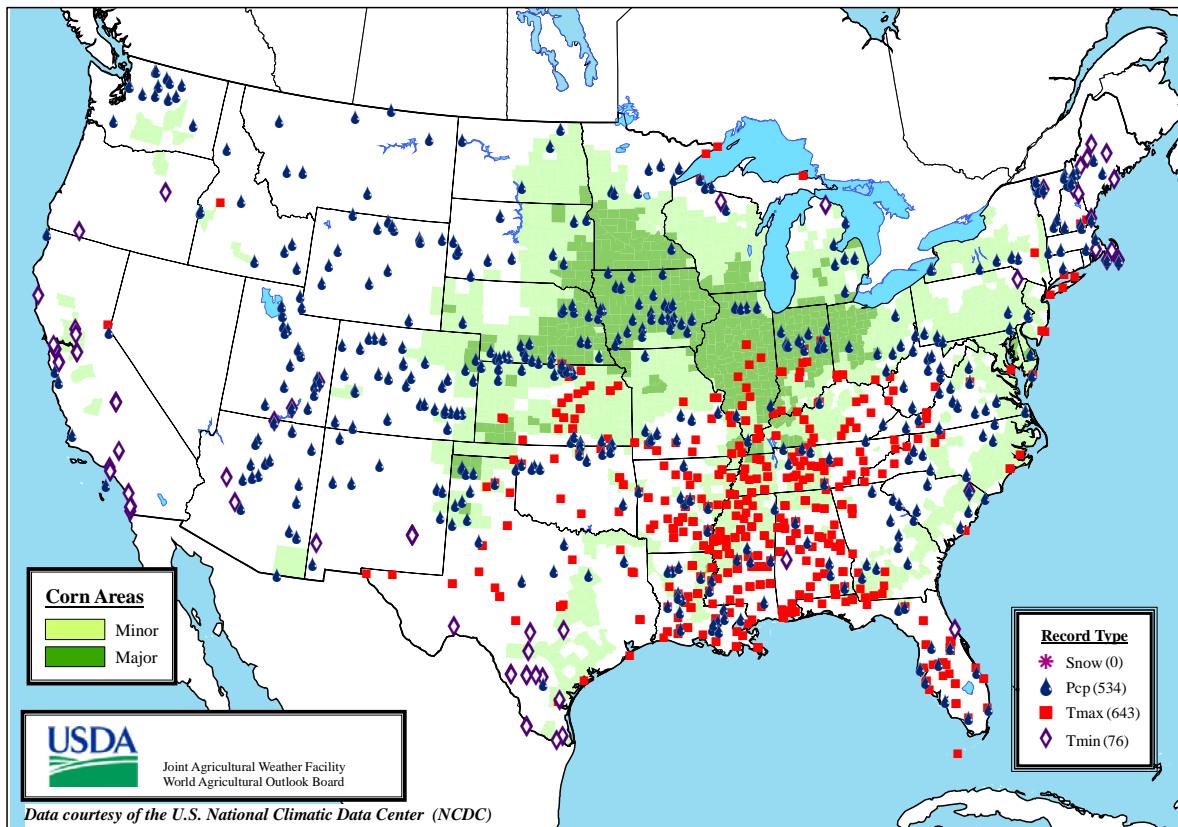 Corn Areas
Minor
Major
Record Type
Snow (0)
Pcp (534)
Tmax (643)
Tmin (76)
USDA
Joint Agricultural Weather Facility
World Agricultural Outlook Board
Data courtesy of the U.S. National Climatic Data Center (NCDC)